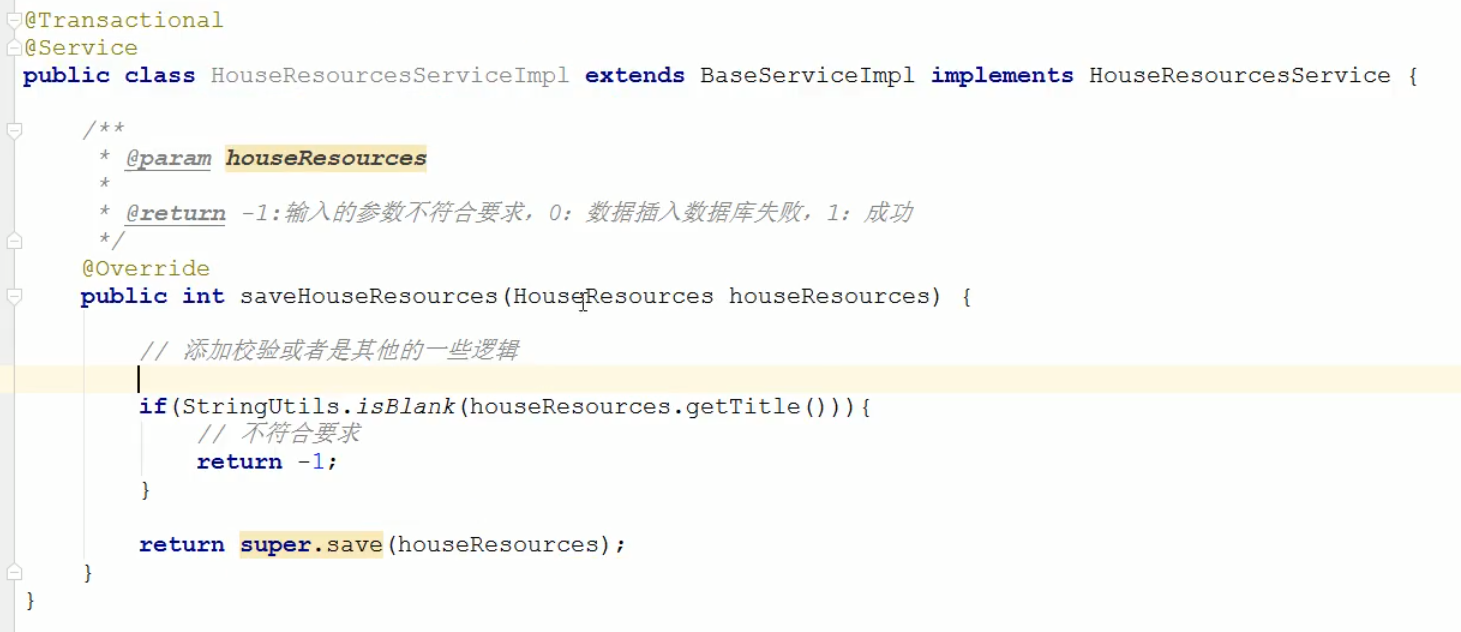 @Transactional
@Service
public class HouseResourcesServiceImpl extends BaseServiceImpl implements HouseResourcesService {
/**
* @param houseResources
*
* @return -1:输入的参数不符合要求，0：数据插入数据库失败，1：成功
*/
@Override
public int saveHouseResources(HouseResources houseResources) {
// 添加校验或者是其他的一些逻辑
if(StringUtils.isBlank(houseResources.getTitle())){
// 不符合要求
return -1;
}
return super.save(houseResources);
}
}